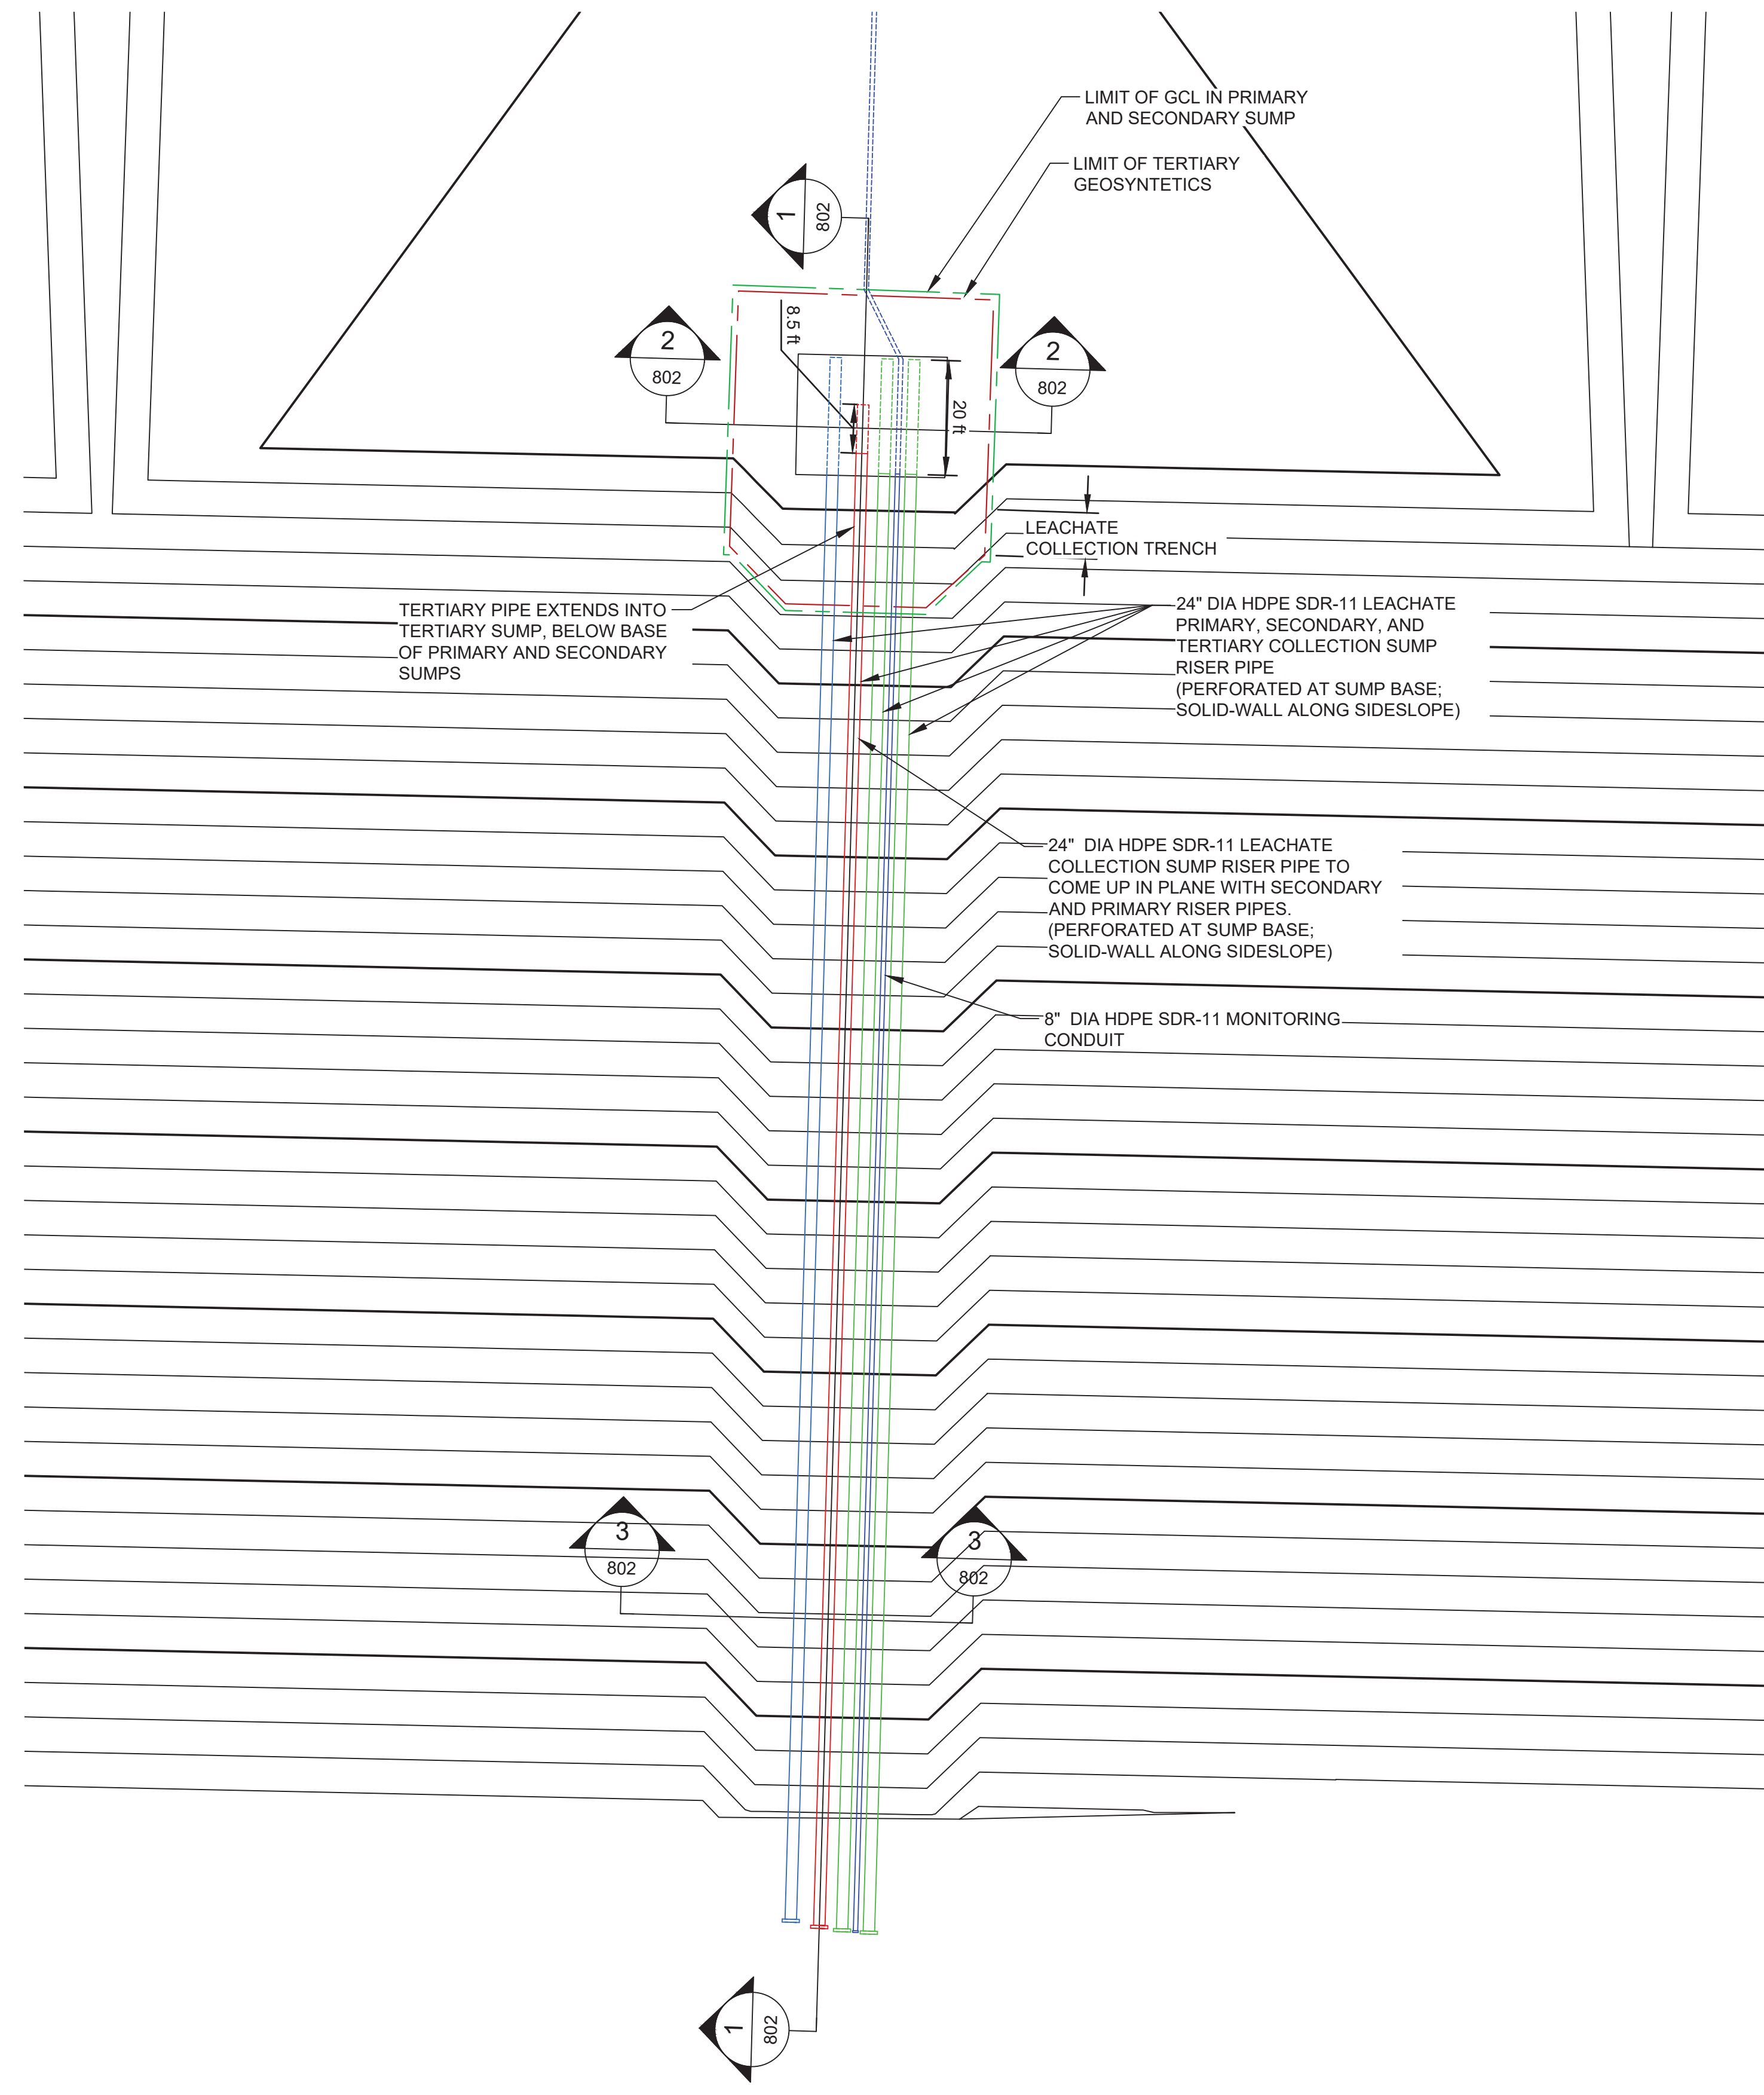 LIMIT OF GCL IN PRIMARY
AND SECONDARY SUMP
LIMIT OF TERTIARY
GEOSYNTETICS
1
802
8.5 ft
2
802
2
802
20 ft
LEACHATE
COLLECTION TRENCH
TERTIARY PIPE EXTENDS INTO
TERTIARY SUMP, BELOW BASE
OF PRIMARY AND SECONDARY
SUMPS
24" DIA HDPE SDR-11 LEACHATE
PRIMARY, SECONDARY, AND
TERTIARY COLLECTION SUMP
RISER PIPE
(PERFORATED AT SUMP BASE;
SOLID-WALL ALONG SIDESLOPE)
24" DIA HDPE SDR-11 LEACHATE
COLLECTION SUMP RISER PIPE TO
COME UP IN PLANE WITH SECONDARY
AND PRIMARY RISER PIPES.
(PERFORATED AT SUMP BASE;
SOLID-WALL ALONG SIDESLOPE)
8" DIA HDPE SDR-11 MONITORING
CONDUIT
3
802
3
802
1
802